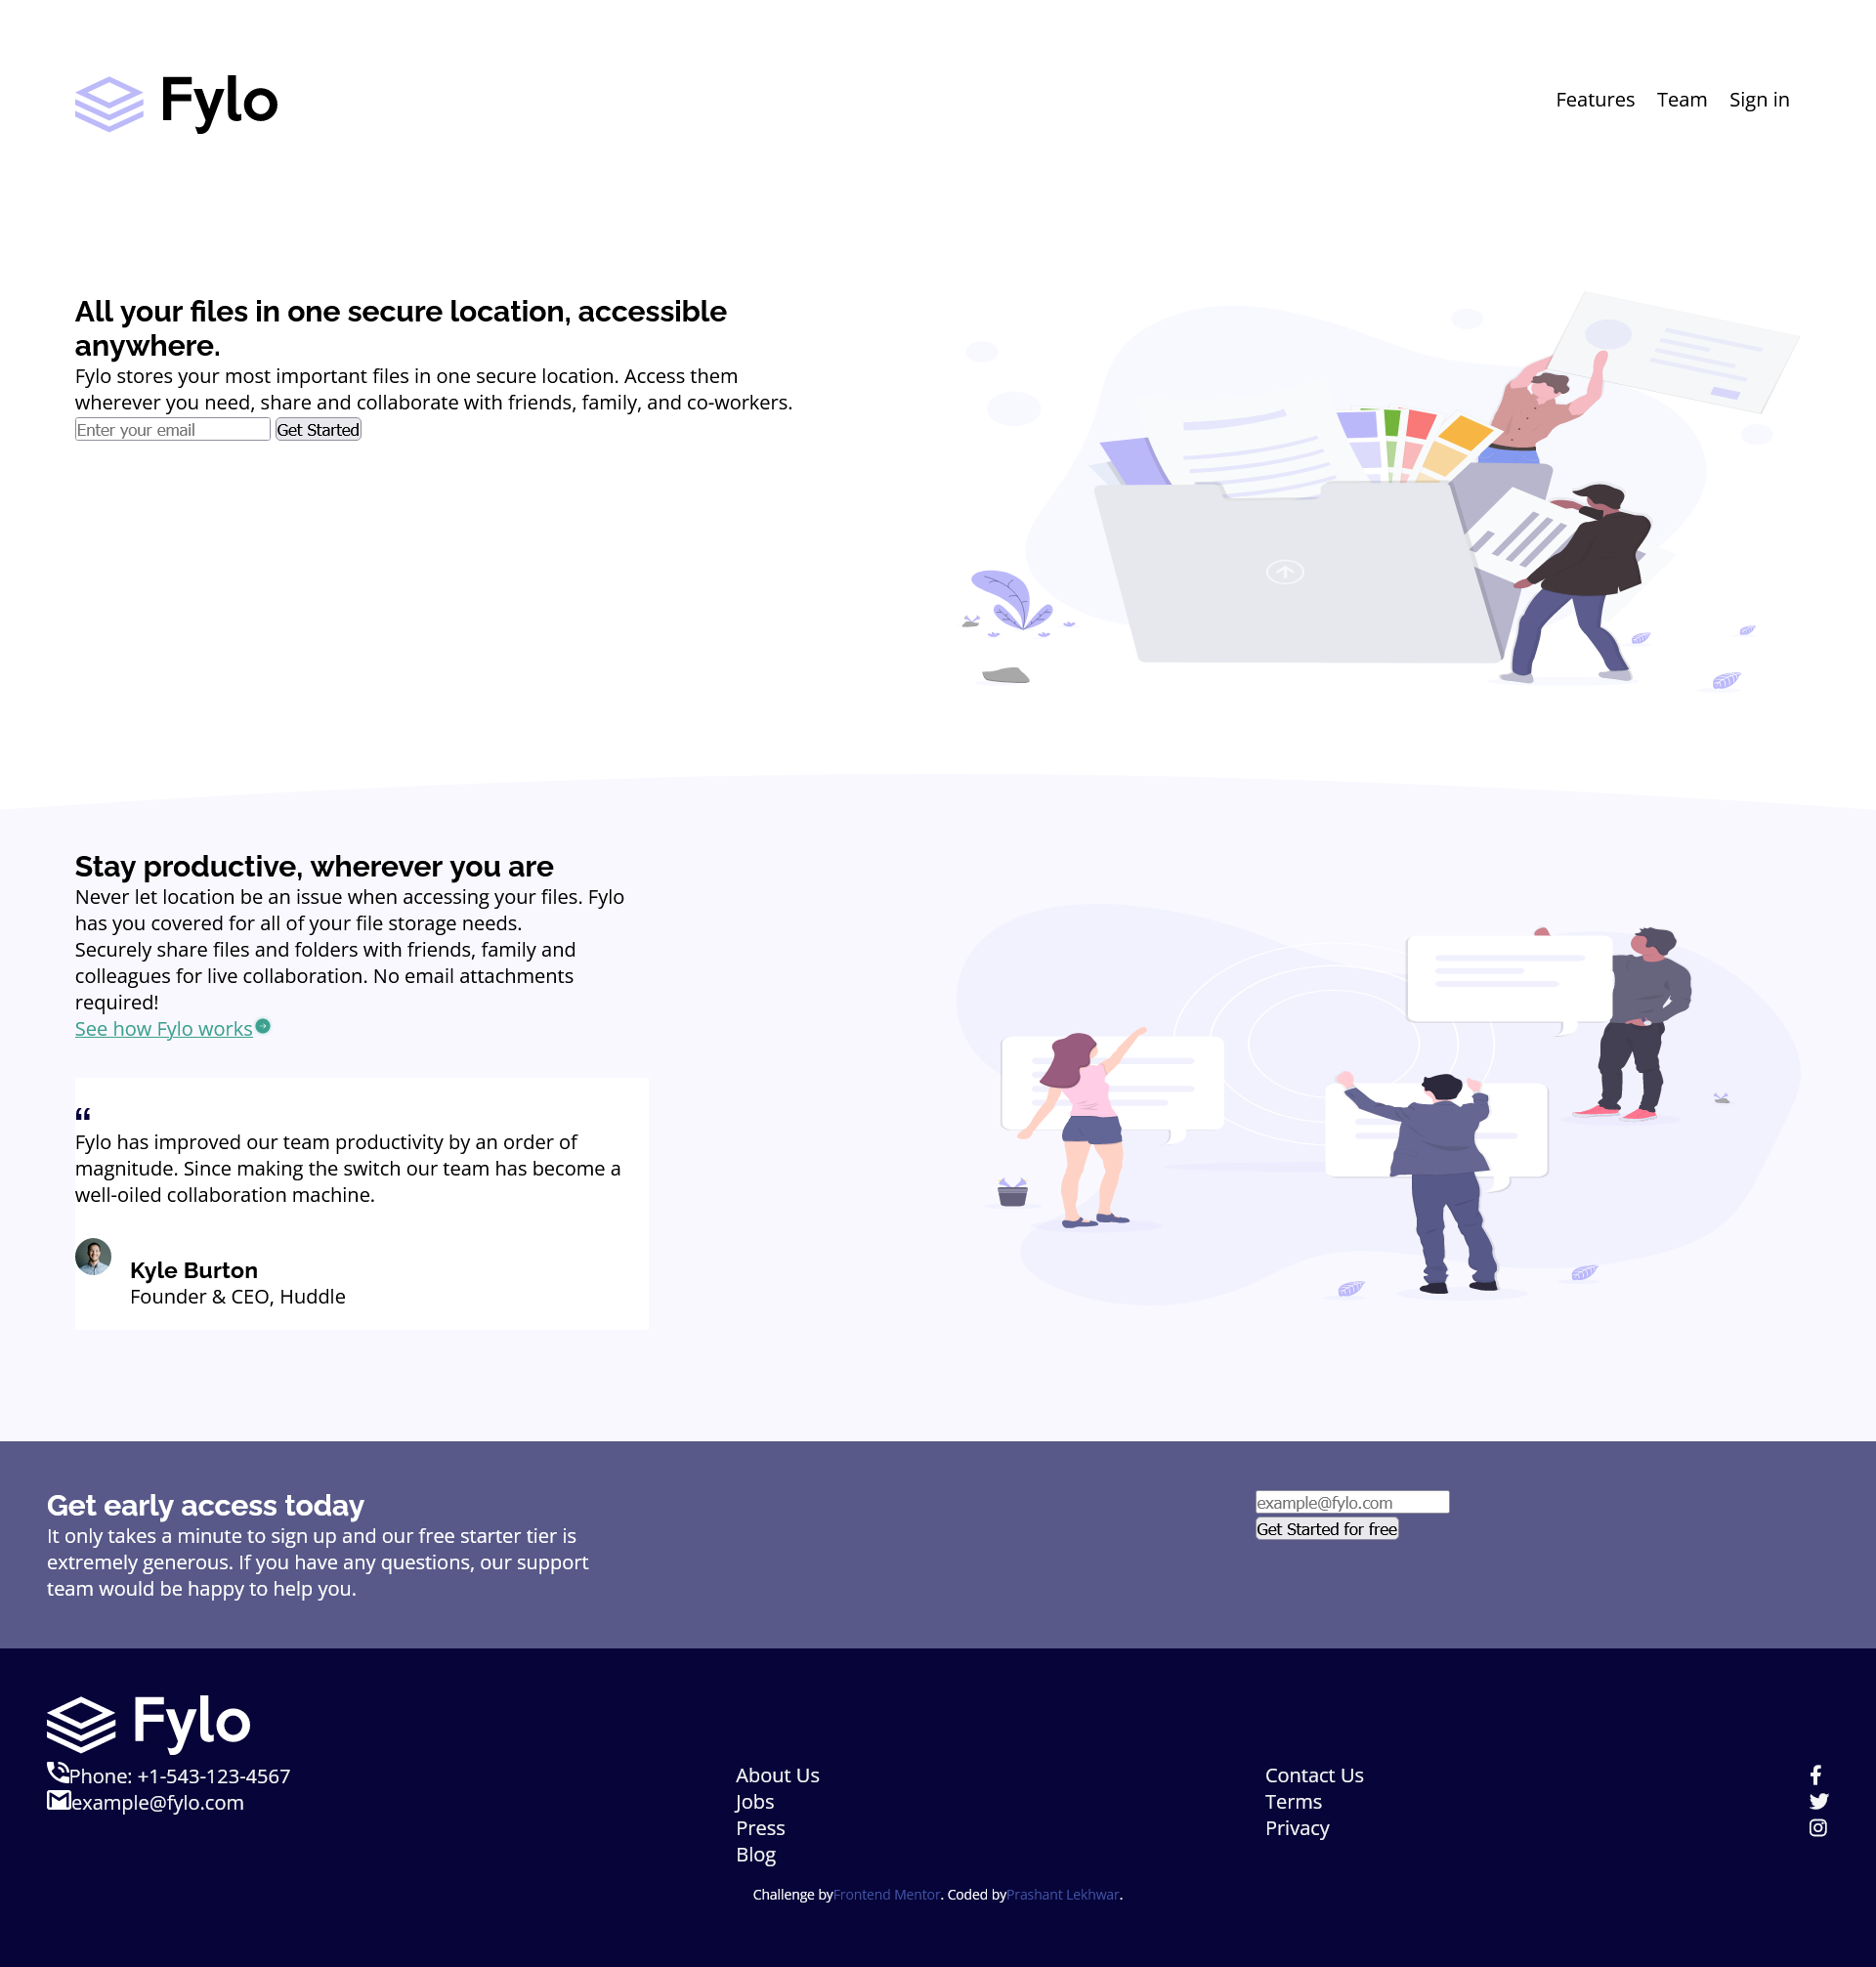 Fylo
Features Team Sign in
All your files in one secure location, accessible
anywhere.
Fylo stores your most important files in one secure location. Access them
wherever you need, share and collaborate with friends, family, and co-workers.
Enter your email Get Started
Stay productive, wherever you are
Never let location be an issue when accessing your files. Fylo
has you covered for all of your file storage needs.
Securely share files and folders with friends, family and
colleagues for live collaboration. No email attachments
required!
See how Fylo works
“
Fylo has improved our team productivity by an order of
magnitude. Since making the switch our team has become a
well-oiled collaboration machine.
Kyle Burton
Founder & CEO, Huddle
Get early access today
It only takes a minute to sign up and our free starter tier is
extremely generous. If you have any questions, our support
team would be happy to help you.
example@fylo.com
Get Started for free
Fylo
Phone: +1-543-123-4567
example@fylo.com
About Us
Jobs
Press
Blog
Contact Us
Terms
Privacy
Challenge byFrontend Mentor. Coded byPrashant Lekhwar.